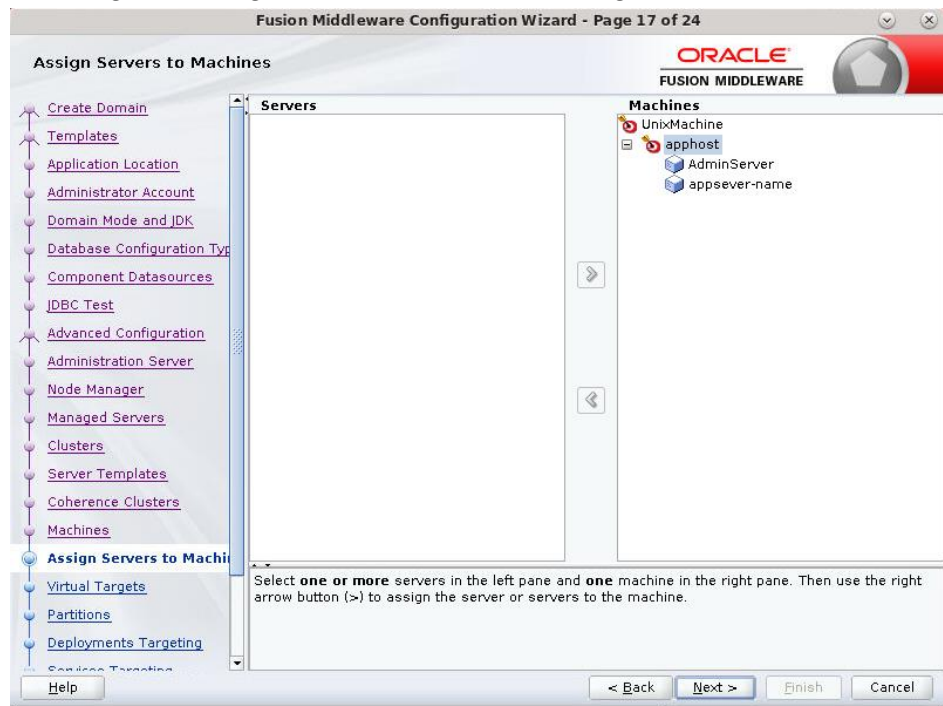 Fusion Middleware Configuration Wizard - Page 17 of 24
Assign Servers to Machines
ORACLE
FUSION MIDDLEWARE
Create Domain
Templates
Application Location
Administrator Account
Domain Mode and JDK
Database Configuration Typ
Component Datasources
JDBC Test
Advanced Configuration
Administration Server
Node Manager
Managed Servers
Clusters
Server Templates
Coherence Clusters
Machines
Assign Servers to Machi
Virtual Targets
Partitions
Deployments Targeting
Services Targeting
Servers
Machines
UnixMachine
apphost
AdminServer
appsever-name
Select one or more servers in the left pane and one machine in the right pane. Then use the right
arrow button (>) to assign the server or servers to the machine.
Help
< Back
Next >
Finish
Cancel